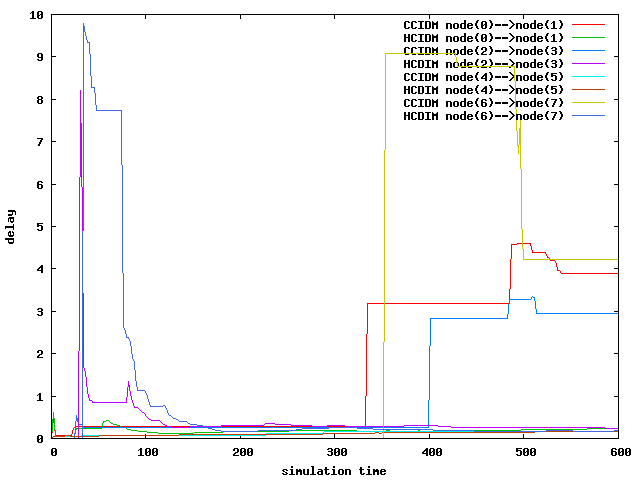 10
9
8
7
6
5
4
3
2
1
0
delay
CCIDM node(0)-->node(1)
HCIDM node(0)-->node(1)
CCIDM node(2)-->node(3)
HCIDM node(2)-->node(3)
CCIDM node(4)-->node(5)
HCDIM node(4)-->node(5)
CCIDM node(6)-->node(7)
HCDIM node(6)-->node(7)
0 100 200 300 400 500 600
simulation time